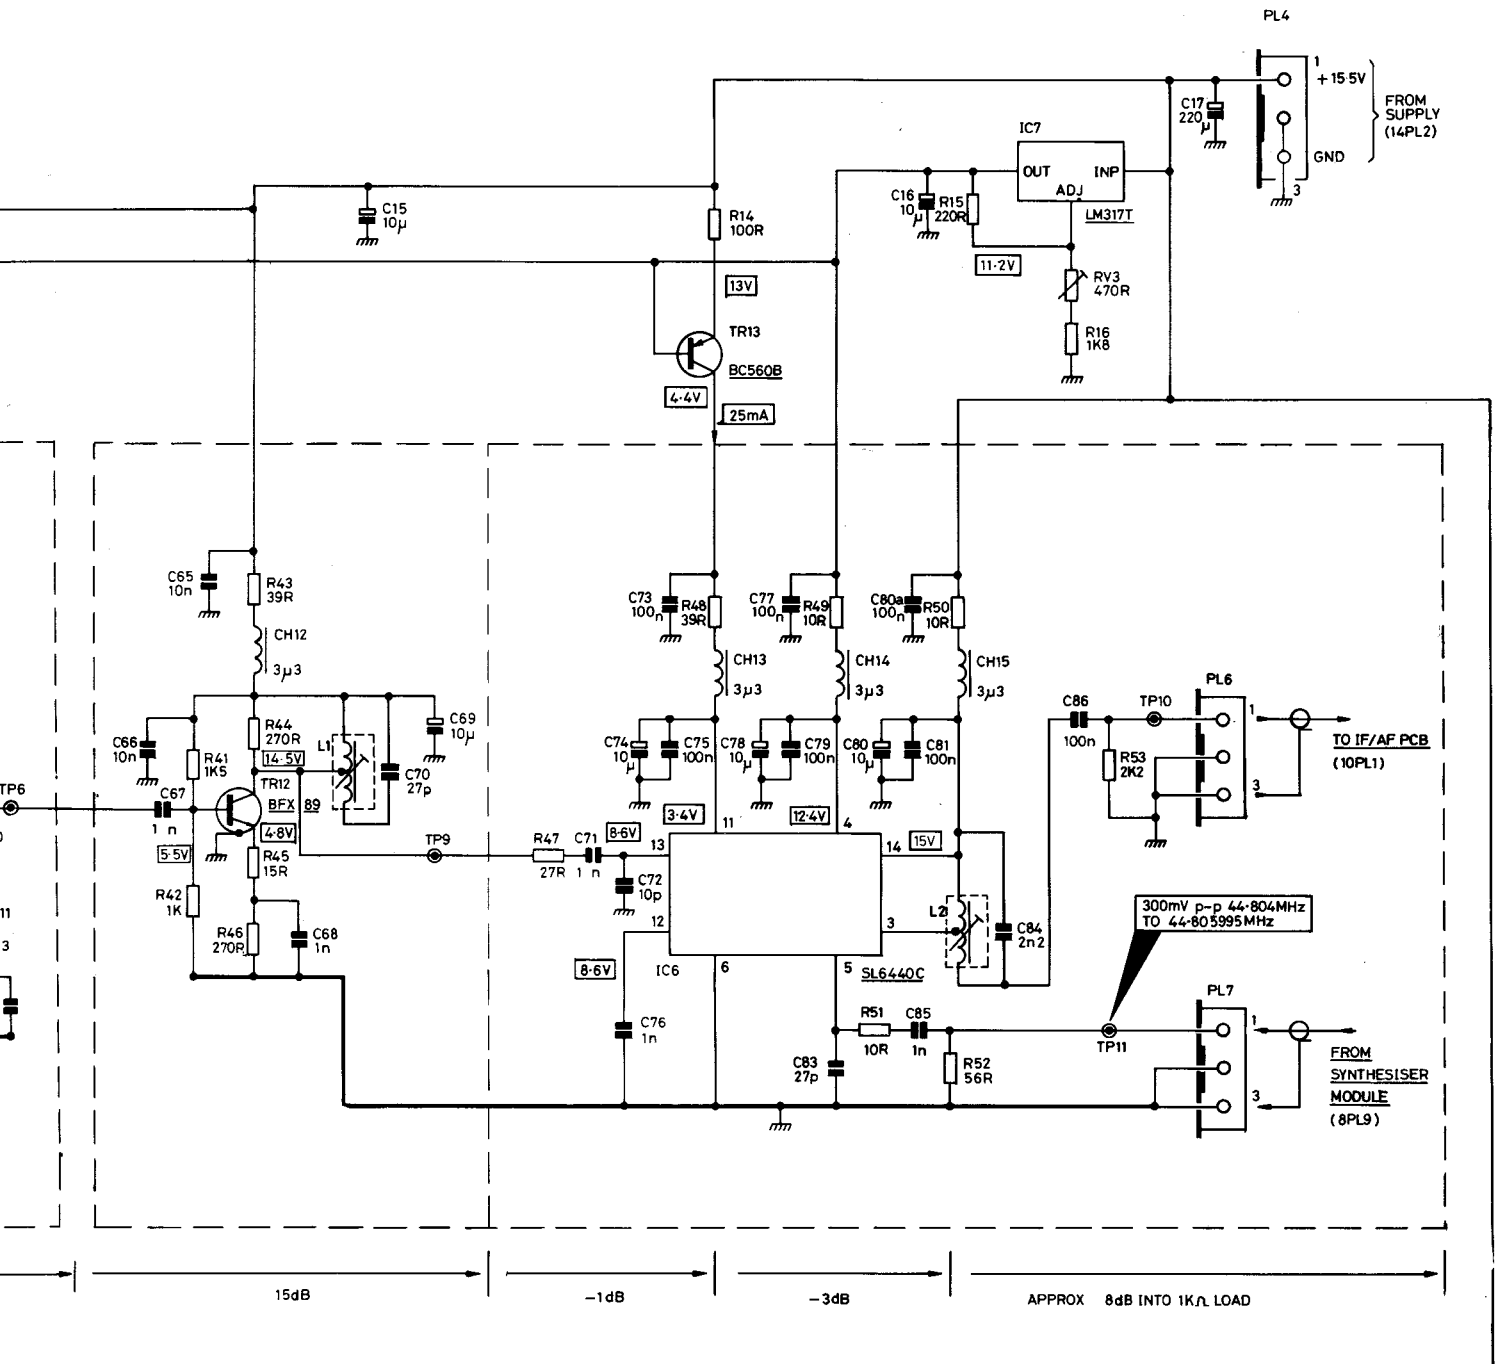 PL4
1
+15·5V
C17
220
µ
FROM
SUPPLY
(14PL2)
IC7
GND
OUT
INP
ADJ
3
C16
10
µ
R15
220R
LM317T
C15
10µ
R14
100R
11·2V
RV3
470R
13V
TR13
R16
1K8
BC560B
4·4V
25mA
C65
10n
R43
39R
C73
100n
R48
39R
C77
100n
R49
10R
C80a
100n
R50
10R
CH12
3µ3
CH13
3µ3
CH14
3µ3
CH15
3µ3
PL6
C86
100n
TP10
1
C69
10µ
R44
270R
L1
C66
10n
R41
1K5
14·5V
C70
27p
C74
10
µ
C75
100n
C78
10
µ
C79
100n
C80
10
µ
C81
100n
R53
2K2
TO IF/AF PCB
(10PL1)
3
TP6
C67
1 n
TR12
BFX 89
4·8V
5·5V
R45
15R
TP9
R47
27R
C71
1 n
8·6V
3·4V
11
12·4V
4
13
14
15V
C72
10p
R42
1K
12
L2
3
C84
2n2
300mV p-p 44·804MHz
TO 44·805995MHz
11
3
R46
270R
C68
1n
8·6V
IC6
6
5
SL6440C
PL7
C76
1n
R51
10R
C85
1n
TP11
1
C83
27p
R52
56R
3
FROM
SYNTHESISER
MODULE
(8PL9)
15dB
-1dB
-3dB
APPROX 8dB INTO 1KΩ LOAD